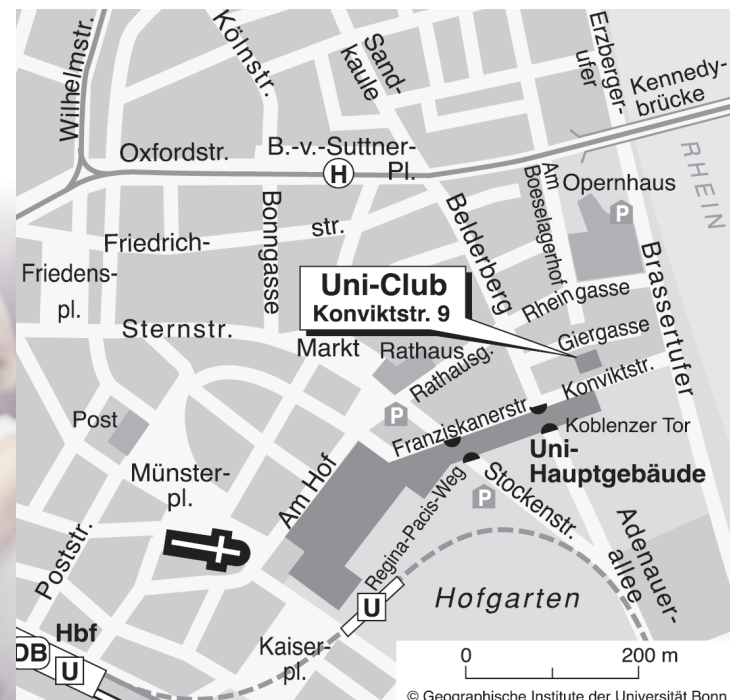 Wilhelmstr.
Kölnstr.
Sand-
kaule
Erzberger-
ufer
Kennedy-
brücke
RHEIN
Oxfordstr.
B.-v.-Suttner-
Pl.
H
Am
Boeselagerhof
Opernhaus
P
Bonngasse
Belderberg
Friedrich-
str.
Friedens-
pl.
Uni-Club
Konviktstr. 9
Rheingasse
Brassertufer
Sternstr.
Markt
Rathaus
Rathausg.
Giergasse
Konviktstr.
Post
P
Franziskanerstr
Koblenzer Tor
Uni-
Hauptgebäude
Münster-
pl.
Am Hof
Regina-Pacis-Weg
P
Stockenstr.
Adenauer-
allee
Poststr.
Hofgarten
U
Hbf
DB
U
Kaiser-
pl.
0
200 m
© Geographische Institute der Universität Bonn